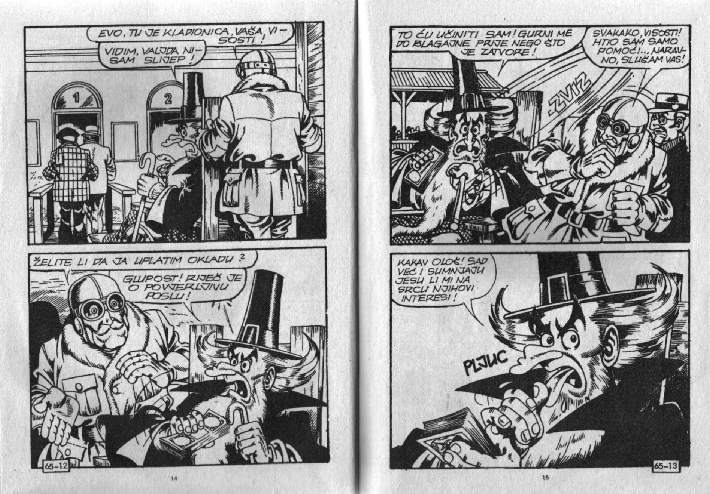 EVO, TU JE KLADIONICA, VAŠA, VI-
SOSTI!
VIDIM, VALJDA NI-
SAM SLIJEP!
1
2
ŽELITE LI DA JA UPLATIM OKLADU?
GLUPOST! RIJEČ JE
O POVJERLJIVU
POSLU!
65-12
14
TO ĆU UČINITI SAM! GURNI ME
DO BLAGAJNE PRIJE NEGO ŠTO
JE ZATVORE!
SVAKAKO, VISOSTI!
HTIO SAM SAMO
POMOĆI..., NARAV-
NO, SLUŠAM VAS!
ZVIZ
KAKAV OLOŠ! SAD
VEĆ I SUMNJAJU
JESU LI MI NA
SRCU NJIHOVI
INTERESI!
PLJUC
65-13
15